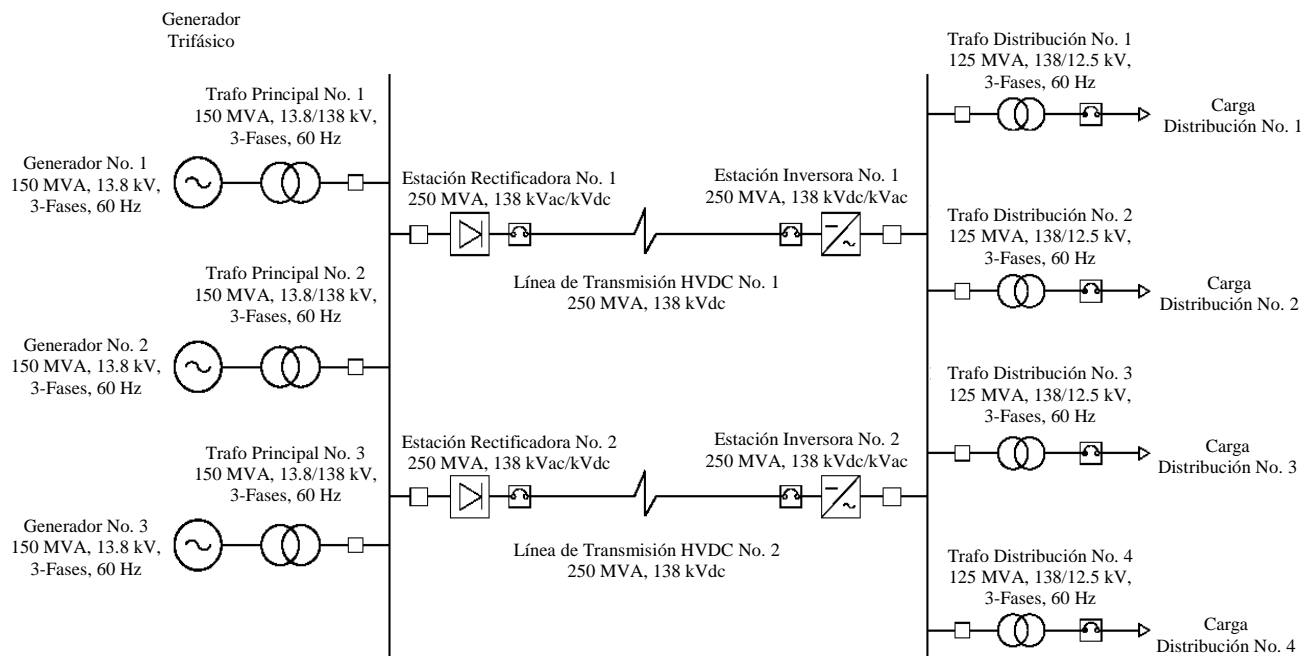 Generador
Trifásico
Trafo Principal No. 1
150 MVA, 13.8/138 kV,
3-Fases, 60 Hz
Generador No. 1
150 MVA, 13.8 kV,
3-Fases, 60 Hz
Trafo Principal No. 2
150 MVA, 13.8/138 kV,
3-Fases, 60 Hz
Generador No. 2
150 MVA, 13.8 kV,
3-Fases, 60 Hz
Trafo Principal No. 3
150 MVA, 13.8/138 kV,
3-Fases, 60 Hz
Generador No. 3
150 MVA, 13.8 kV,
3-Fases, 60 Hz
Estación Rectificadora No. 1
250 MVA, 138 kVac/kVdc
Estación Inversora No. 1
250 MVA, 138 kVdc/kVac
Línea de Transmisión HVDC No. 1
250 MVA, 138 kVdc
Estación Rectificadora No. 2
250 MVA, 138 kVac/kVdc
Estación Inversora No. 2
250 MVA, 138 kVdc/kVac
Línea de Transmisión HVDC No. 2
250 MVA, 138 kVdc
Trafo Distribución No. 1
125 MVA, 138/12.5 kV,
3-Fases, 60 Hz
Carga
Distribución No. 1
Trafo Distribución No. 2
125 MVA, 138/12.5 kV,
3-Fases, 60 Hz
Carga
Distribución No. 2
Trafo Distribución No. 3
125 MVA, 138/12.5 kV,
3-Fases, 60 Hz
Carga
Distribución No. 3
Trafo Distribución No. 4
125 MVA, 138/12.5 kV,
3-Fases, 60 Hz
Carga
Distribución No. 4